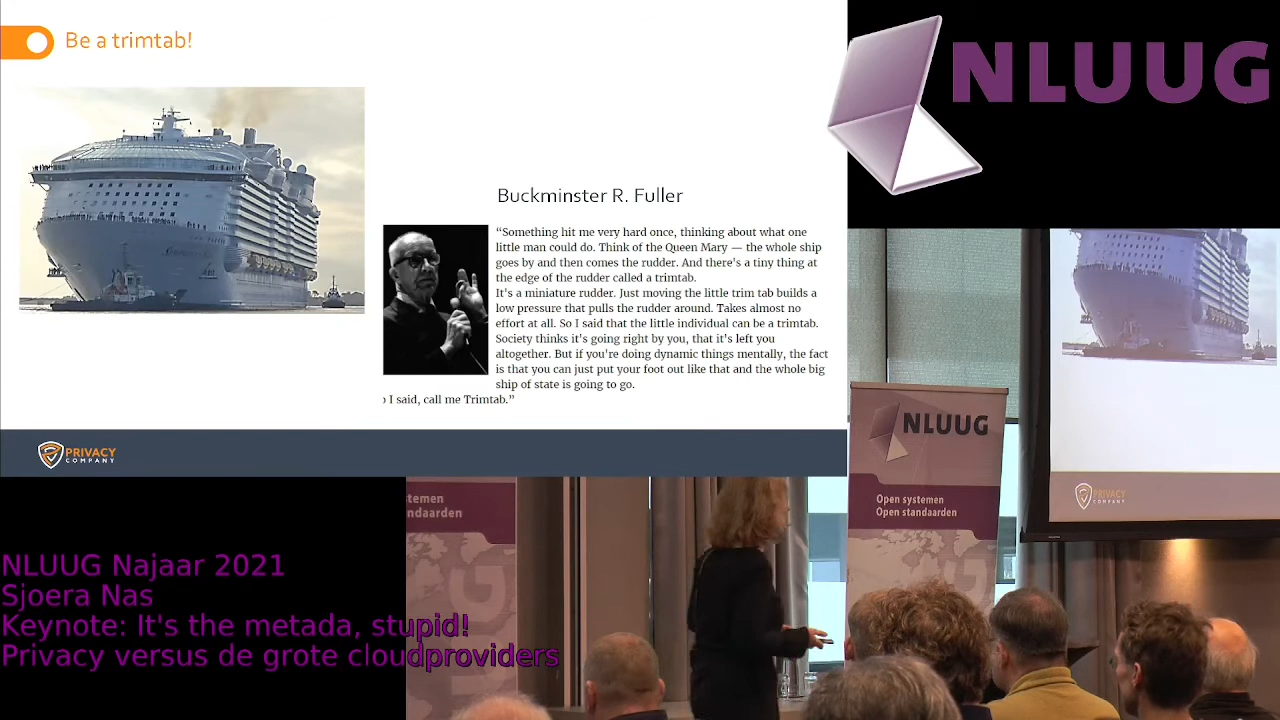 Be a trimtab!
NLUUG
Buckminster R. Fuller
“Something hit me very hard once, thinking about what one
little man could do. Think of the Queen Mary — the whole ship
goes by and then comes the rudder. And there's a tiny thing at
the edge of the rudder called a trimtab.
It's a miniature rudder. Just moving the little trim tab builds a
low pressure that pulls the rudder around. Takes almost no
effort at all. So I said that the little individual can be a trimtab.
Society thinks it's going right by you, that it's left you
altogether. But if you're doing dynamic things mentally, the fact
is that you can just put your foot out like that and the whole big
ship of state is going to go.
I said, call me Trimtab.”
PRIVACY
COMPANY
NLUUG
Open systemen
Open standaarden
PRIVACY
COMPANY
temen
ndaarden
NLUUG Najaar 2021
Sjoera Nas
Keynote: It's the metada, stupid!
Privacy versus de grote cloudproviders